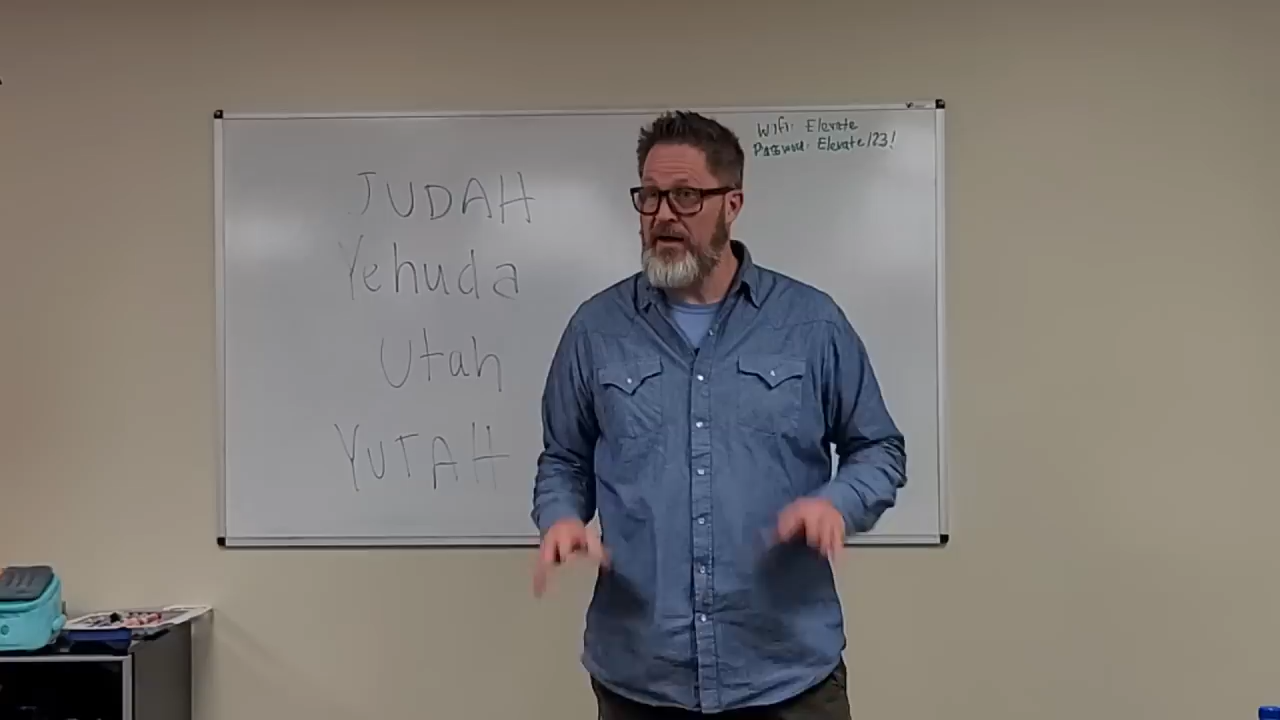 JUDAH
Yehuda
Utah
YUTAH
Wifi: Elevate
Password: Elevate123!